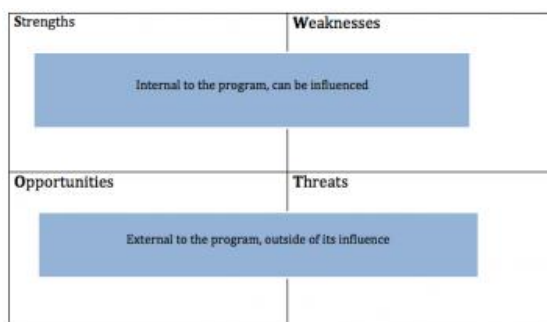 Strengths
Weaknesses
Internal to the program, can be influenced
Opportunities
Threats
External to the program, outside of its influence